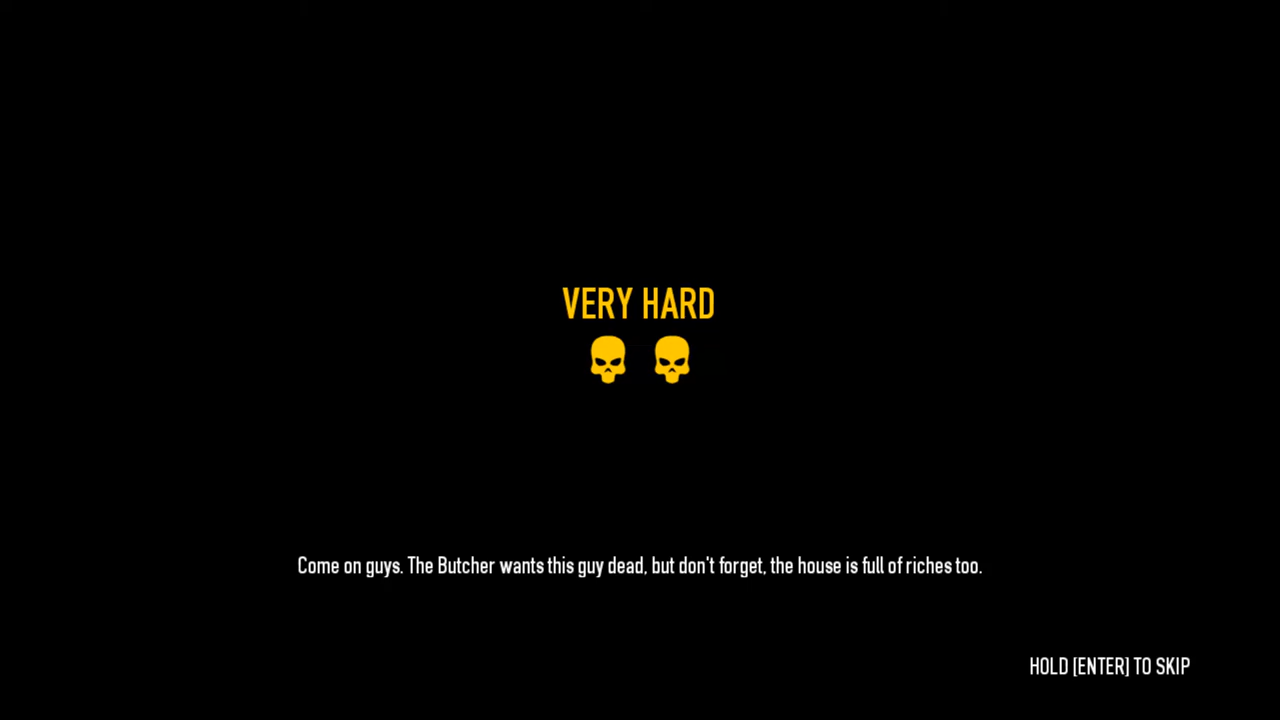 VERY HARD
Come on guys. The Butcher wants this guy dead, but don't forget, the house is full of riches too.
HOLD [ENTER] TO SKIP